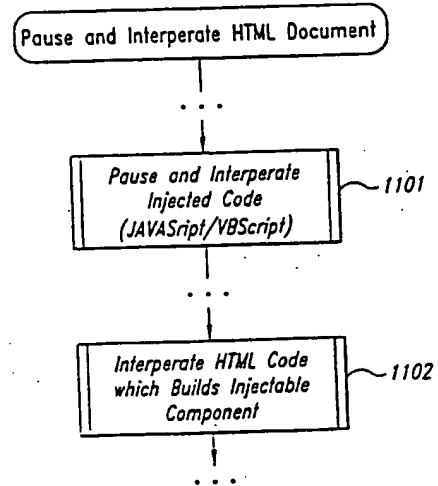 Pause and Interperate HTML Document
. . .
Pause and Interperate
Injected Code
(JAVASript/VBScript)
1101
. . .
Interperate HTML Code
which Builds Injectable
Component
1102
. . .